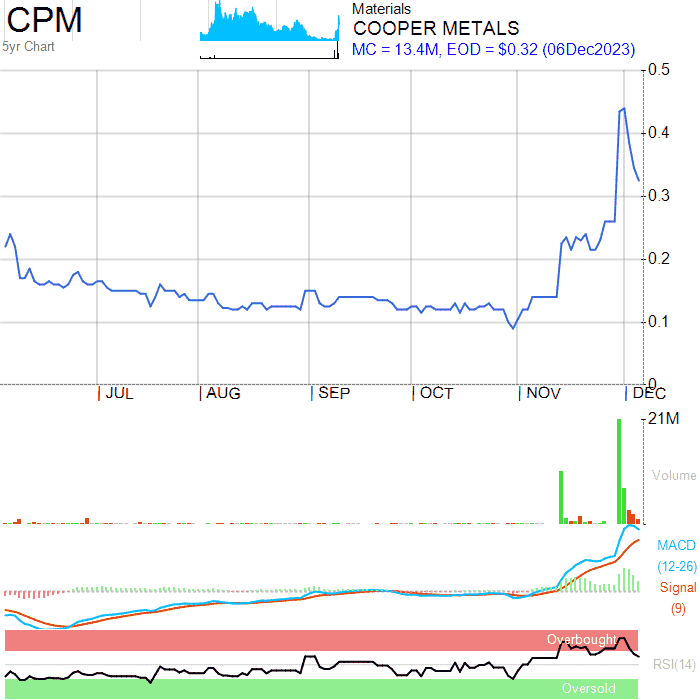 CPM
5yr Chart
Materials
COOPER METALS
MC = 13.4M, EOD = $0.32 (06Dec2023)
0.5
0.4
0.3
0.2
0.1
0
JUL
AUG
SEP
OCT
NOV
DEC
21M
Volume
MACD
(12-26)
Signal
(9)
Overbought
RSI(14)
Oversold